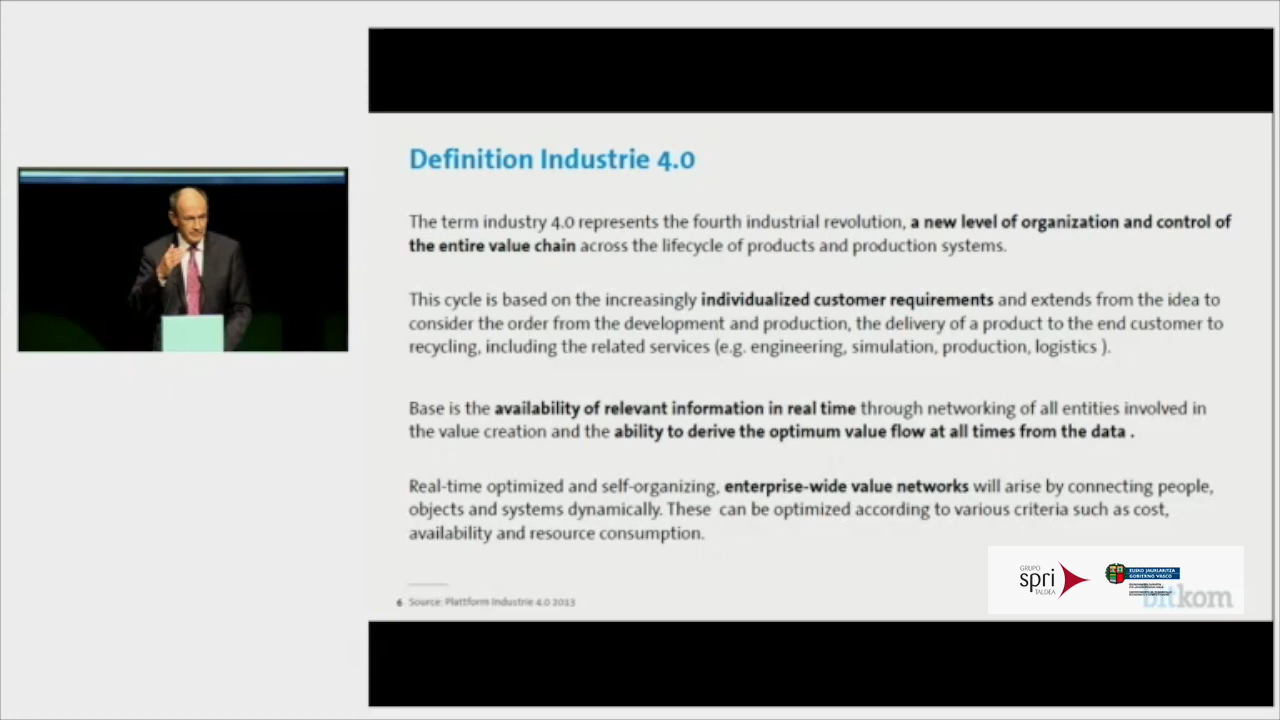 Definition Industrie 4.0
The term industry 4.0 represents the fourth industrial revolution, a new level of organization and control of
the entire value chain across the lifecycle of products and production systems.
This cycle is based on the increasingly individualized customer requirements and extends from the idea to
consider the order from the development and production, the delivery of a product to the end customer to
recycling, including the related services (e.g. engineering, simulation, production, logistics ).
Base is the availability of relevant information in real time through networking of all entities involved in
the value creation and the ability to derive the optimum value flow at all times from the data .
Real-time optimized and self-organizing, enterprise-wide value networks will arise by connecting people,
objects and systems dynamically. These can be optimized according to various criteria such as cost,
availability and resource consumption.
6 Source: Plattform Industrie 4.0 2013
GRUPO
spri
TALDEA
EUSKO JAURLARITZA
GOBIERNO VASCO
bitkom